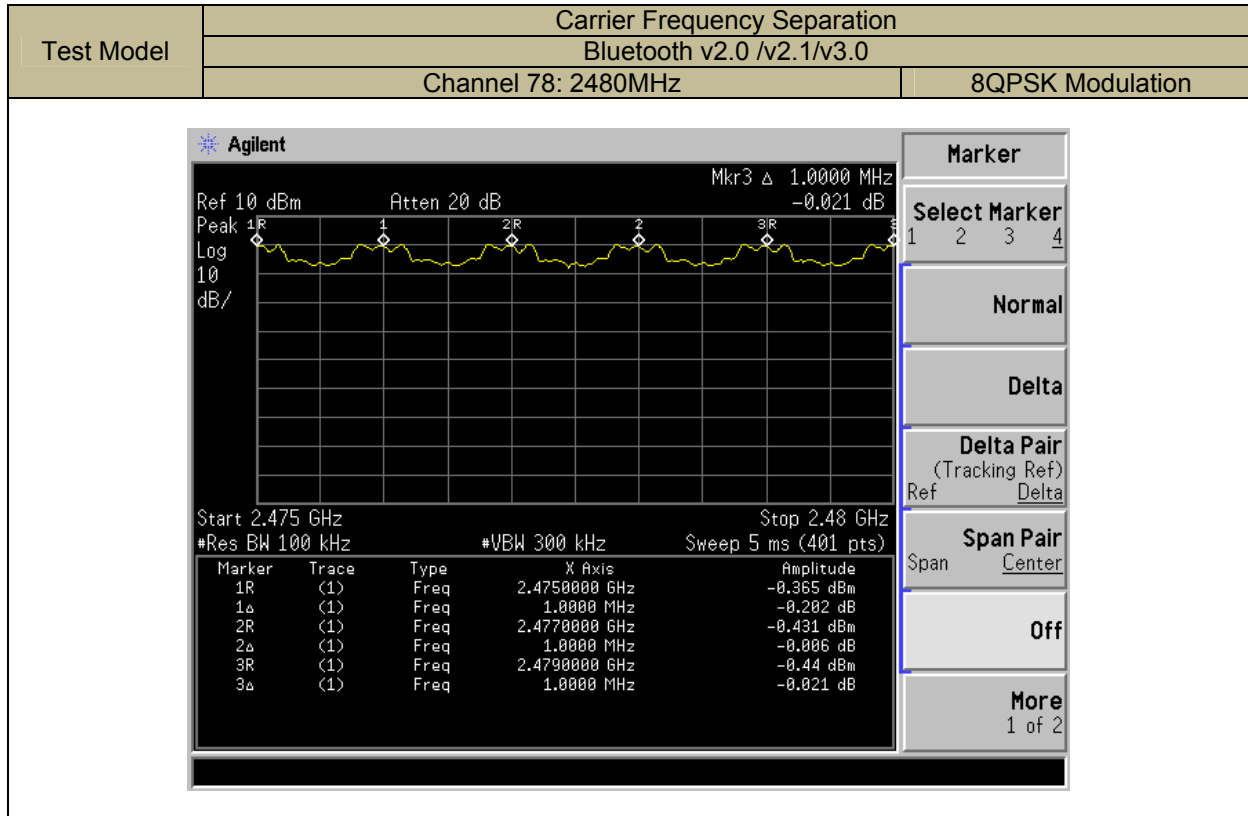 Test Model
Carrier Frequency Separation
Bluetooth v2.0 /v2.1/v3.0
Channel 78: 2480MHz 8QPSK Modulation
Agilent
Mkr3 Δ 1.0000 MHz
Ref 10 dBm Atten 20 dB -0.021 dB
Peak
Log
10
dB/
1R 1 2R 2 3R 3
Start 2.475 GHz Stop 2.48 GHz
#Res BW 100 kHz #VBW 300 kHz Sweep 5 ms (401 pts)
Marker Trace Type X Axis Amplitude
1R (1) Freq 2.4750000 GHz -0.365 dBm
1Δ (1) Freq 1.0000 MHz -0.202 dB
2R (1) Freq 2.4770000 GHz -0.431 dBm
2Δ (1) Freq 1.0000 MHz -0.006 dB
3R (1) Freq 2.4790000 GHz -0.44 dBm
3Δ (1) Freq 1.0000 MHz -0.021 dB
Marker
Select Marker
1 2 3 4
Normal
Delta
Delta Pair
(Tracking Ref)
Ref Delta
Span Pair
Span Center
Off
More
1 of 2